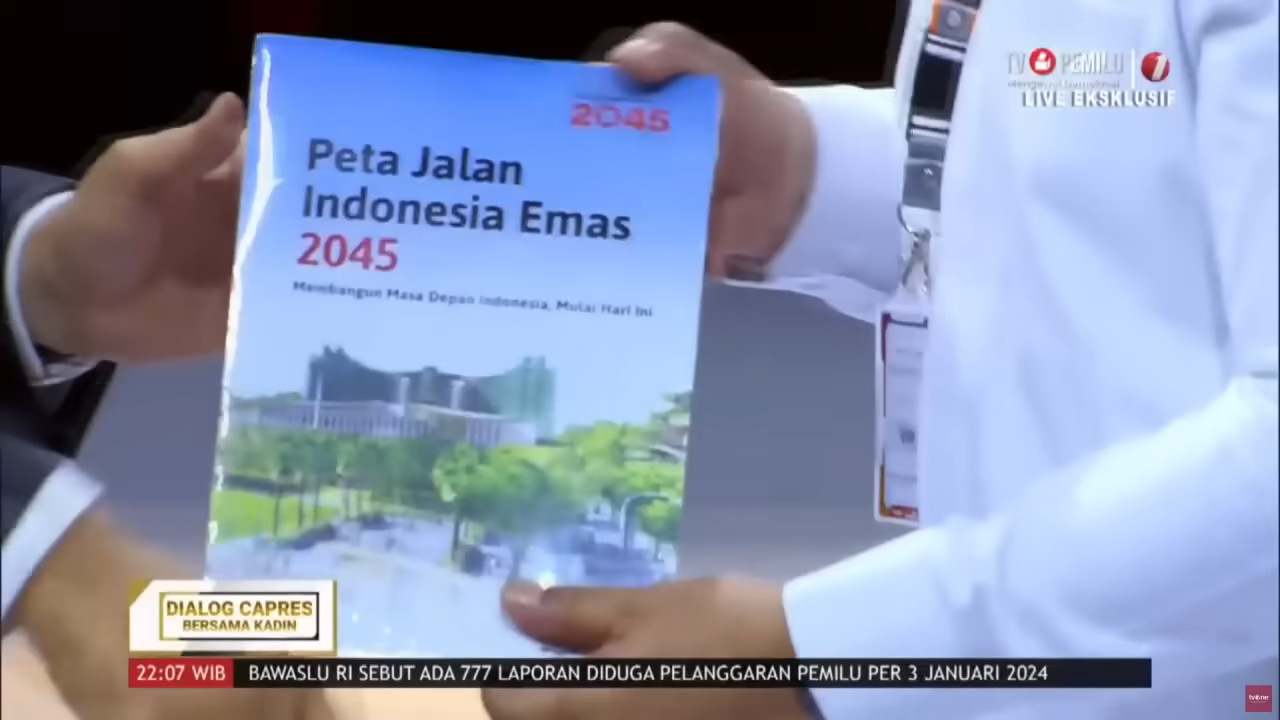 TV PEMILU
LIVE EKSKLUSIF
2045
Peta Jalan
Indonesia Emas
2045
Membangun Masa Depan Indonesia, Mulai Hari Ini
DIALOG CAPRES
BERSAMA KADIN
22:07 WIB BAWASLU RI SEBUT ADA 777 LAPORAN DIDUGA PELANGGARAN PEMILU PER 3 JANUARI 2024
tvOne